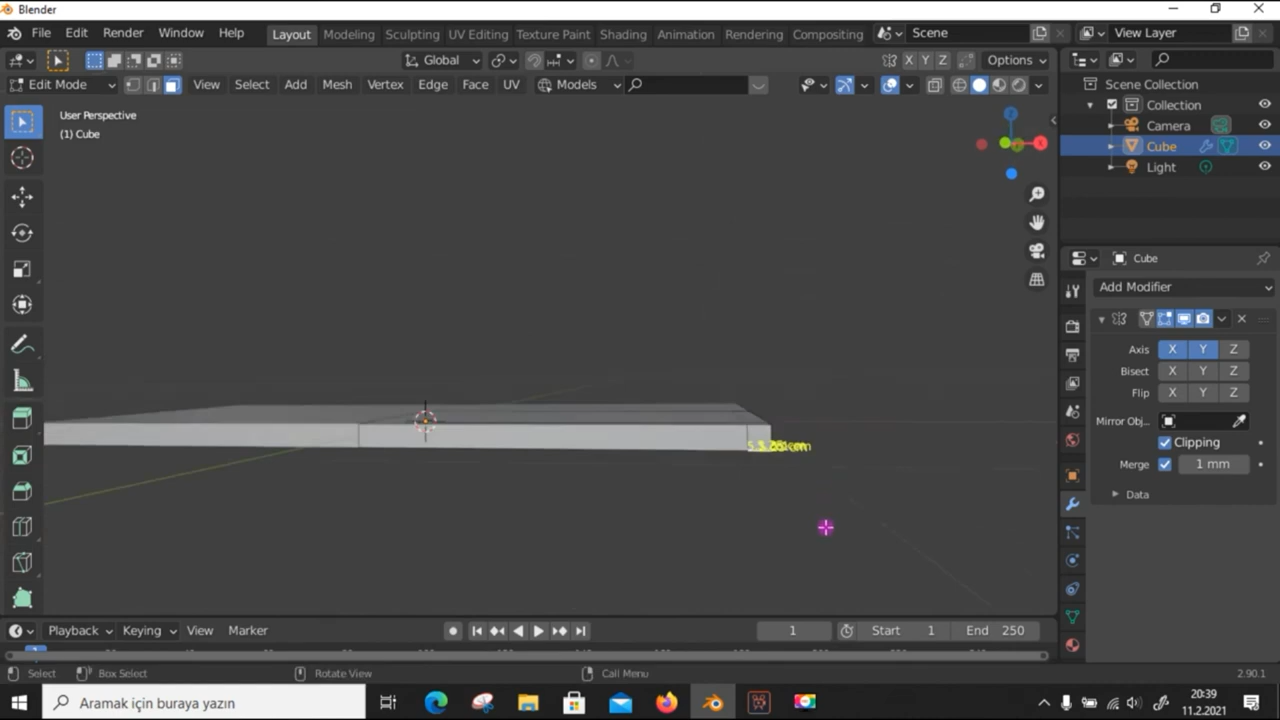 Blender
File Edit Render Window Help Layout Modeling Sculpting UV Editing Texture Paint Shading Animation Rendering Compositing Scene View Layer
Global X Y Z Options
Edit Mode View Select Add Mesh Vertex Edge Face UV Models
User Perspective
(1) Cube
Z
X
Scene Collection
Collection
Camera
Cube
Light
Cube
Add Modifier
Axis X Y Z
Bisect X Y Z
Flip X Y Z
Mirror Obj..
Clipping
Merge 1 mm
Data
Playback Keying View Marker 1 Start 1 End 250
Select Box Select Rotate View Call Menu 2.90.1
Aramak için buraya yazın
20:39
11.2.2021